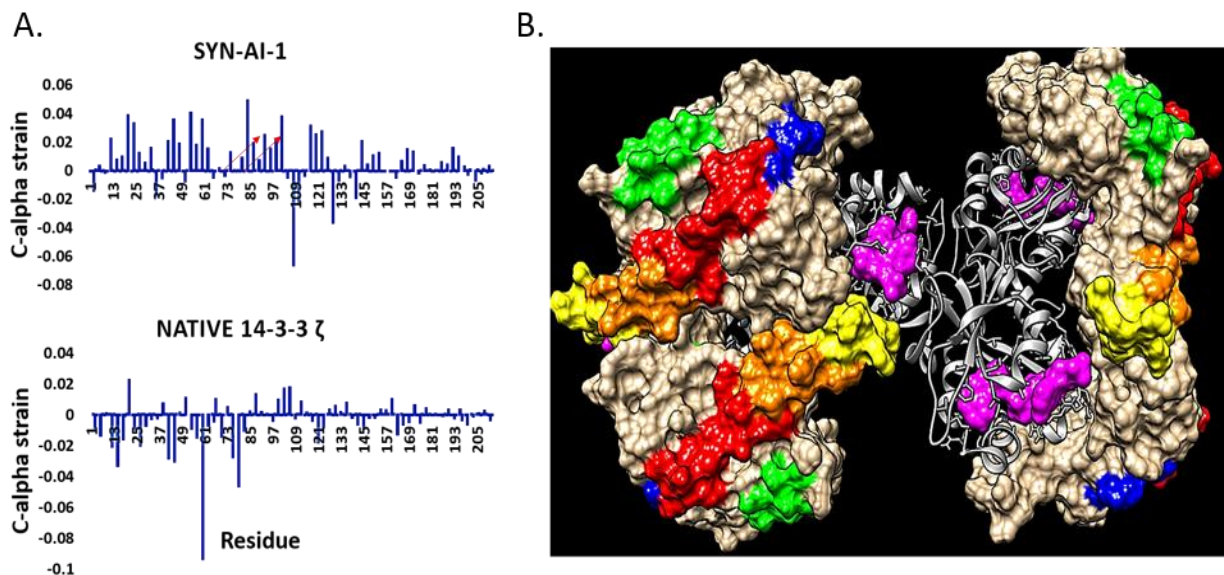 A.
B.
SYN-AI-1
C-alpha strain
0.06
0.04
0.02
0
-0.02
-0.04
-0.06
-0.08
1 13 25 37 49 61 73 85 97 109 121 133 145 157 169 181 193 205
NATIVE 14-3-3 ζ
C-alpha strain
0.04
0.02
0
-0.02
-0.04
-0.06
-0.08
-0.1
1 13 25 37 49 61 73 85 97 109 121 133 145 157 169 181 193 205
Residue